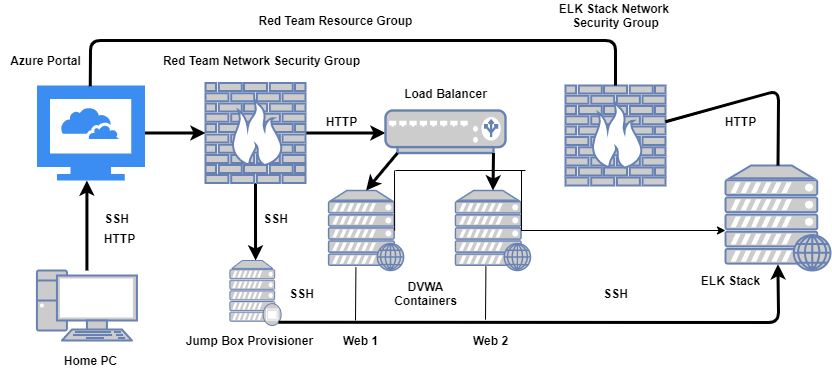 Red Team Resource Group
ELK Stack Network
Security Group
Azure Portal
Red Team Network Security Group
Load Balancer
HTTP
HTTP
SSH
HTTP
SSH
ELK Stack
SSH
DVWA
Containers
SSH
Jump Box Provisioner
Web 1
Web 2
Home PC